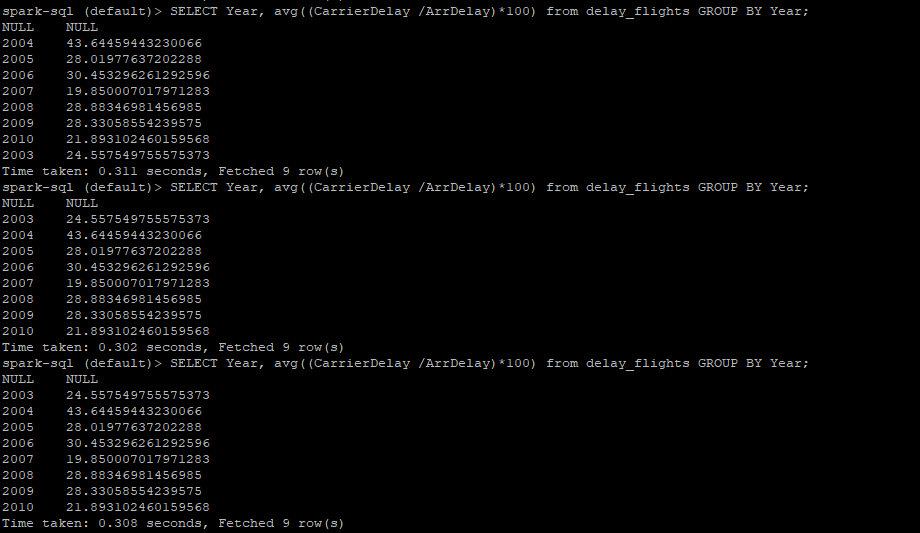 spark-sql (default)> SELECT Year, avg((CarrierDelay /ArrDelay)*100) from delay_flights GROUP BY Year;
NULL    NULL
2004    43.64459443230066
2005    28.01977637202288
2006    30.453296261292596
2007    19.850007017971283
2008    28.88346981456985
2009    28.33058554239575
2010    21.893102460159568
2003    24.557549755575373
Time taken: 0.311 seconds, Fetched 9 row(s)
spark-sql (default)> SELECT Year, avg((CarrierDelay /ArrDelay)*100) from delay_flights GROUP BY Year;
NULL    NULL
2003    24.557549755575373
2004    43.64459443230066
2005    28.01977637202288
2006    30.453296261292596
2007    19.850007017971283
2008    28.88346981456985
2009    28.33058554239575
2010    21.893102460159568
Time taken: 0.302 seconds, Fetched 9 row(s)
spark-sql (default)> SELECT Year, avg((CarrierDelay /ArrDelay)*100) from delay_flights GROUP BY Year;
NULL    NULL
2003    24.557549755575373
2004    43.64459443230066
2005    28.01977637202288
2006    30.453296261292596
2007    19.850007017971283
2008    28.88346981456985
2009    28.33058554239575
2010    21.893102460159568
Time taken: 0.308 seconds, Fetched 9 row(s)